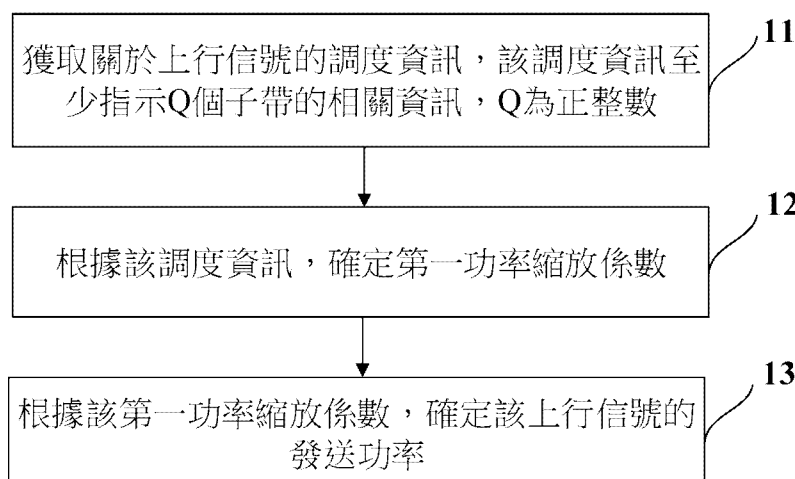 獲取關於上行信號的調度資訊，該調度資訊至
少指示Q個子帶的相關資訊，Q為正整數
11
根據該調度資訊，確定第一功率縮放係數
12
根據該第一功率縮放係數，確定該上行信號的
發送功率
13